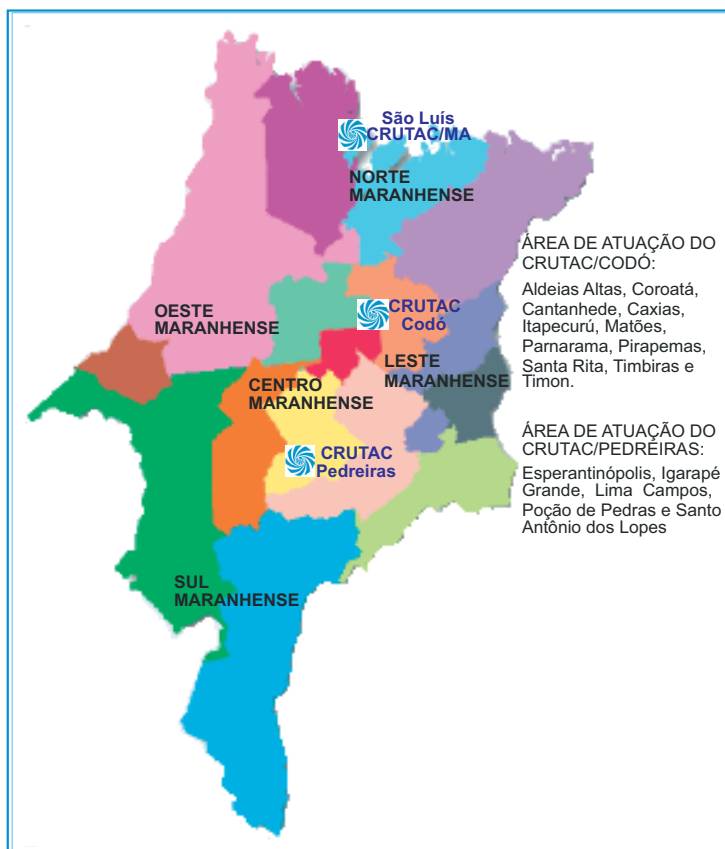 São Luís
CRUTAC/MA
NORTE
MARANHENSE
ÁREA DE ATUAÇÃO DO
CRUTAC/CODÓ:
Aldeias Altas, Coroatá,
Cantanhede, Caxias,
Itapecurú, Matões,
Parnarama, Pirapemas,
Santa Rita, Timbiras e
Timon.
OESTE
MARANHENSE
CRUTAC
Codó
LESTE
MARANHENSE
CENTRO
MARANHENSE
ÁREA DE ATUAÇÃO DO
CRUTAC/PEDREIRAS:
Esperantinópolis, Igarapé
Grande, Lima Campos,
Poção de Pedras e Santo
Antônio dos Lopes
CRUTAC
Pedreiras
SUL
MARANHENSE